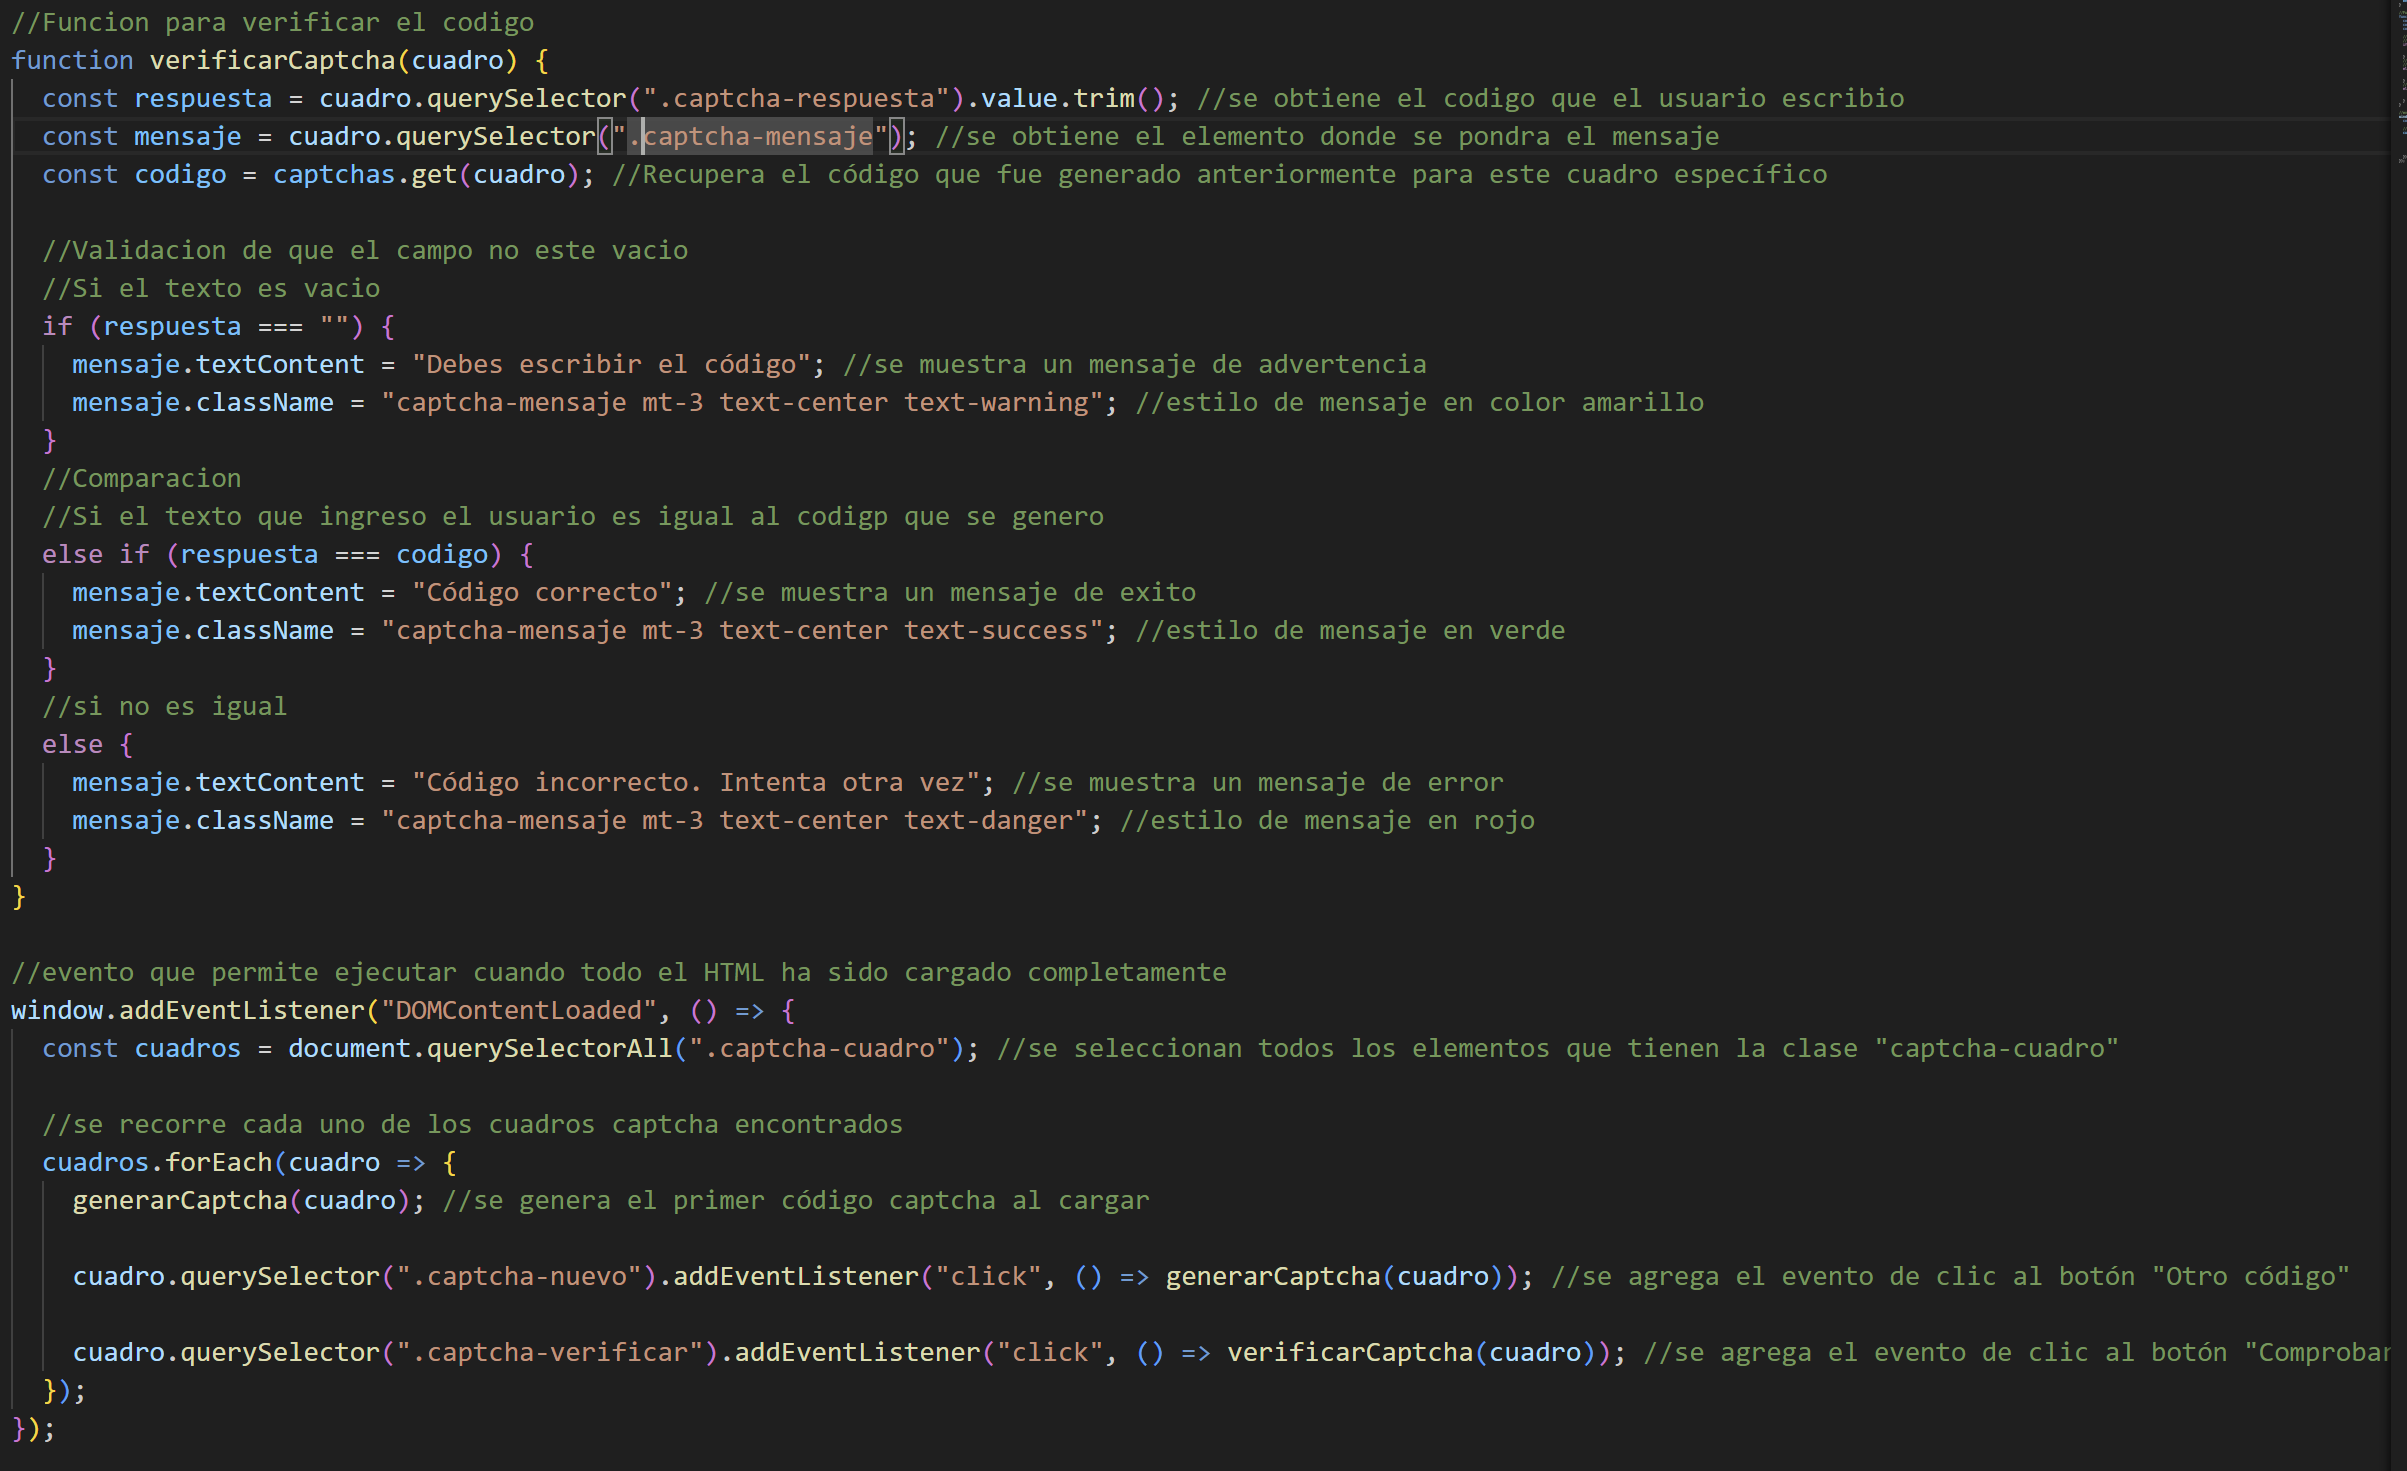 //Funcion para verificar el codigo
function verificarCaptcha(cuadro) {
  const respuesta = cuadro.querySelector(".captcha-respuesta").value.trim(); //se obtiene el codigo que el usuario escribio
  const mensaje = cuadro.querySelector(".captcha-mensaje"); //se obtiene el elemento donde se pondra el mensaje
  const codigo = captchas.get(cuadro); //Recupera el código que fue generado anteriormente para este cuadro específico

  //Validacion de que el campo no este vacio
  //Si el texto es vacio
  if (respuesta === "") {
    mensaje.textContent = "Debes escribir el código"; //se muestra un mensaje de advertencia
    mensaje.className = "captcha-mensaje mt-3 text-center text-warning"; //estilo de mensaje en color amarillo
  }
  //Comparacion
  //Si el texto que ingreso el usuario es igual al codigp que se genero
  else if (respuesta === codigo) {
    mensaje.textContent = "Código correcto"; //se muestra un mensaje de exito
    mensaje.className = "captcha-mensaje mt-3 text-center text-success"; //estilo de mensaje en verde
  }
  //si no es igual
  else {
    mensaje.textContent = "Código incorrecto. Intenta otra vez"; //se muestra un mensaje de error
    mensaje.className = "captcha-mensaje mt-3 text-center text-danger"; //estilo de mensaje en rojo
  }
}

//evento que permite ejecutar cuando todo el HTML ha sido cargado completamente
window.addEventListener("DOMContentLoaded", () => {
  const cuadros = document.querySelectorAll(".captcha-cuadro"); //se seleccionan todos los elementos que tienen la clase "captcha-cuadro"

  //se recorre cada uno de los cuadros captcha encontrados
  cuadros.forEach(cuadro => {
    generarCaptcha(cuadro); //se genera el primer código captcha al cargar

    cuadro.querySelector(".captcha-nuevo").addEventListener("click", () => generarCaptcha(cuadro)); //se agrega el evento de clic al botón "Otro código"

    cuadro.querySelector(".captcha-verificar").addEventListener("click", () => verificarCaptcha(cuadro)); //se agrega el evento de clic al botón "Comprobar
  });
});